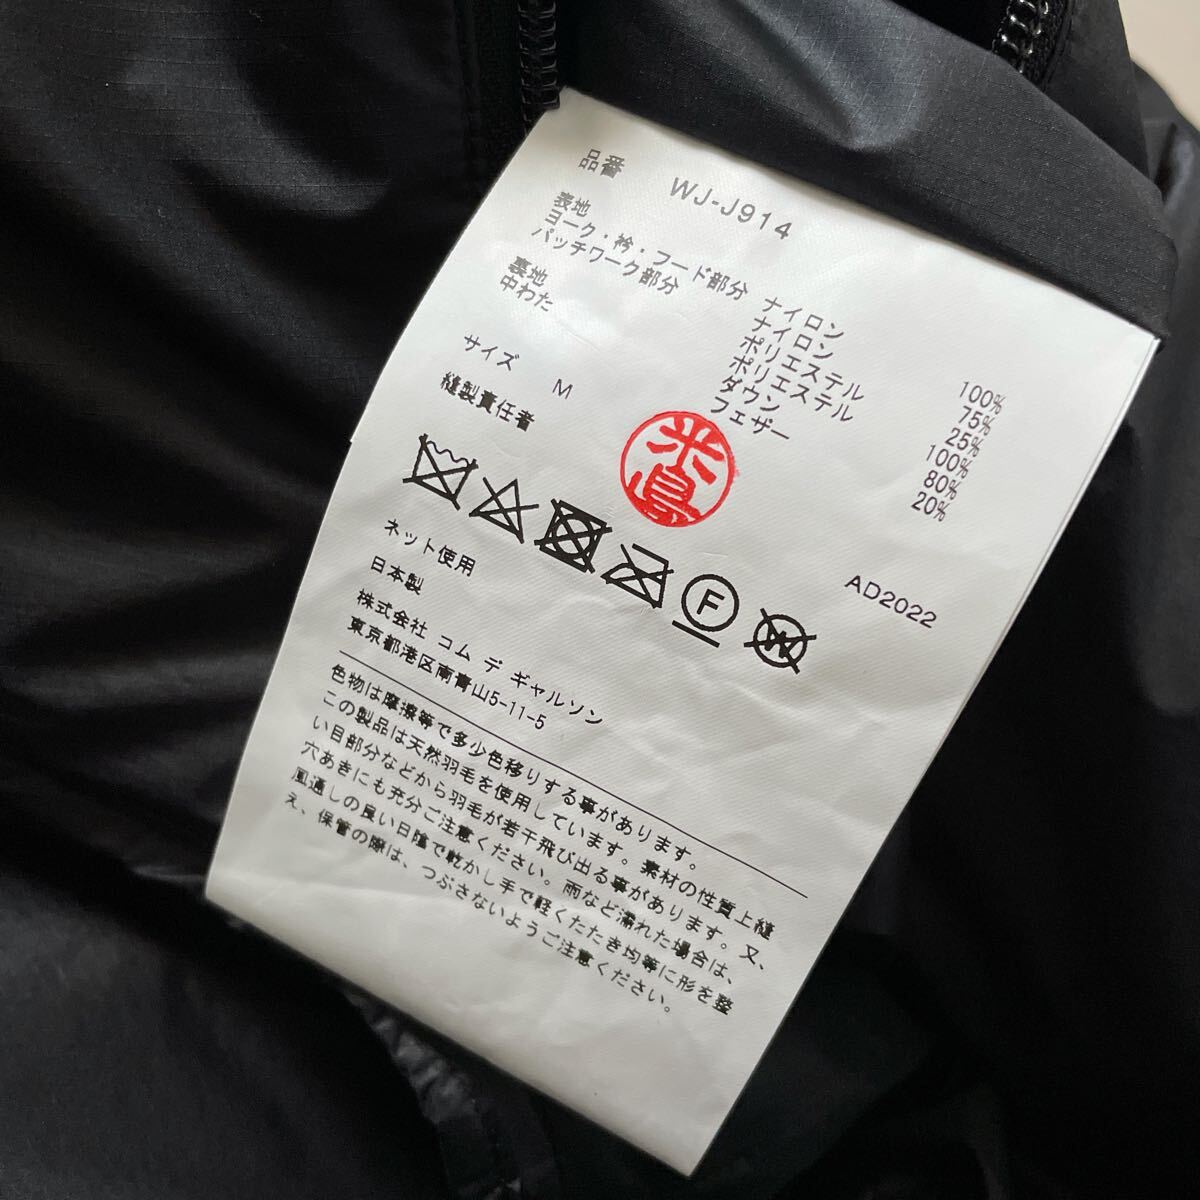 品番 WJ-J914
表地 ナイロン 100%
ヨーク・衿・フード部分 ナイロン 75%
ポリエステル 25%
パッチワーク部分
裏地 ポリエステル 100%
中わた ダウン 80%
フェザー 20%
サイズ M
縫製責任者 米島
F
W
AD2022
ネット使用
日本製
株式会社 コム デ ギャルソン
東京都港区南青山5-11-5
色物は摩擦等で多少色移りする事があります。
この製品は天然羽毛を使用しています。素材の性質上縫
い目部分などから羽毛が若干飛び出る事があります。又、
穴あきにも充分ご注意ください。雨など濡れた場合は、
風通しの良い日陰で乾かし手で軽くたたき均等に形を整
え、保管の際は、つぶさないようご注意ください。